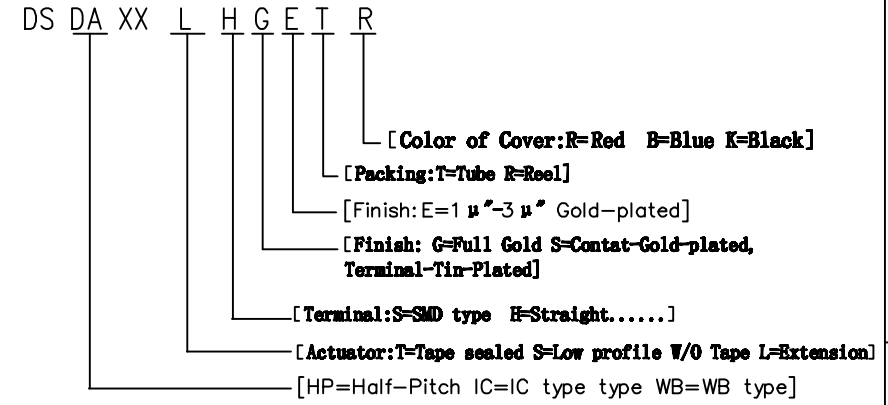 DS DA XX L H G E T R
[Color of Cover:R=Red B=Blue K=Black]
[Packing:T=Tube R=Reel]
[Finish:E=1 μ"-3 μ" Gold-plated]
[Finish: G=Full Gold S=Contat-Gold-plated,
Terminal-Tin-Plated]
[Terminal:S=SMD type H=Straight......]
[Actuator:T=Tape sealed S=Low profile W/O Tape L=Extension]
[HP=Half-Pitch IC=IC type type WB=WB type]